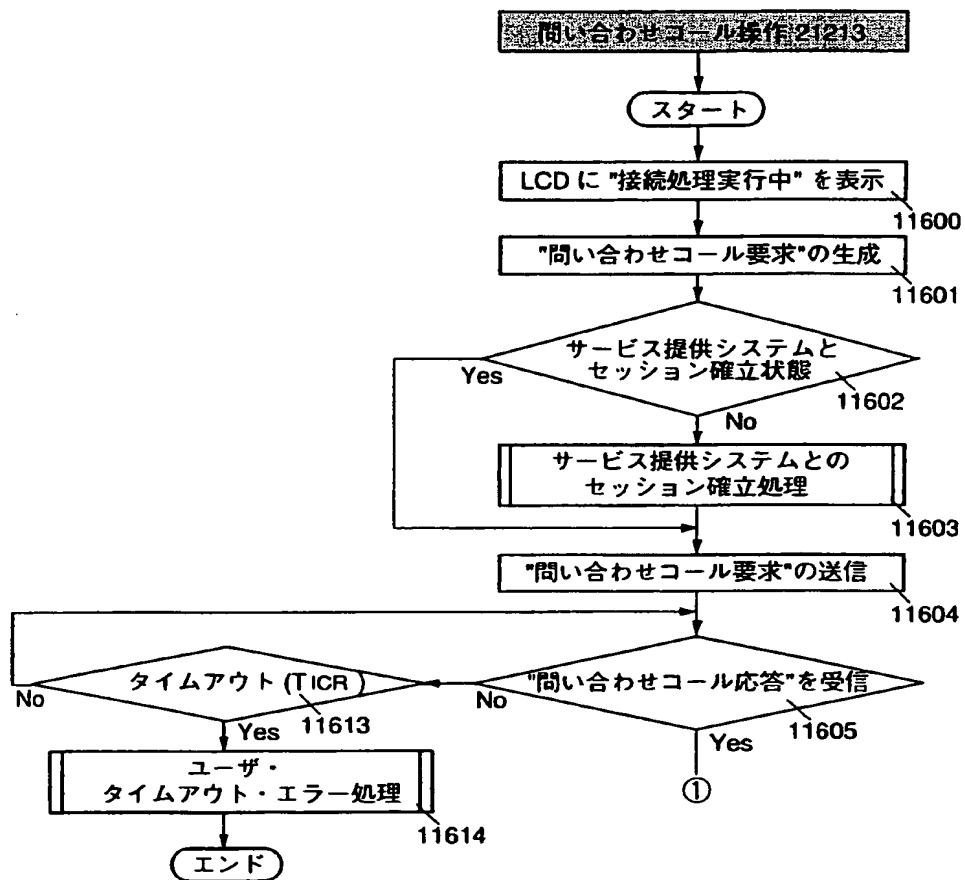 問い合わせコール操作 21213
スタート
LCD に "接続処理実行中" を表示
11600
"問い合わせコール要求"の生成
11601
サービス提供システムと
セッション確立状態
11602
Yes
No
サービス提供システムとの
セッション確立処理
11603
"問い合わせコール要求"の送信
11604
"問い合わせコール応答"を受信
11605
No
Yes
①
タイムアウト (TICR)
11613
No
Yes
ユーザ・
タイムアウト・エラー処理
11614
エンド